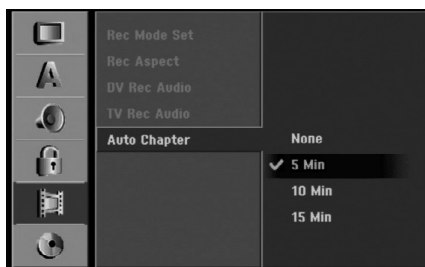 Rec Mode Set
Rec Aspect
DV Rec Audio
TV Rec Audio
Auto Chapter
None
✓ 5 Min
10 Min
15 Min